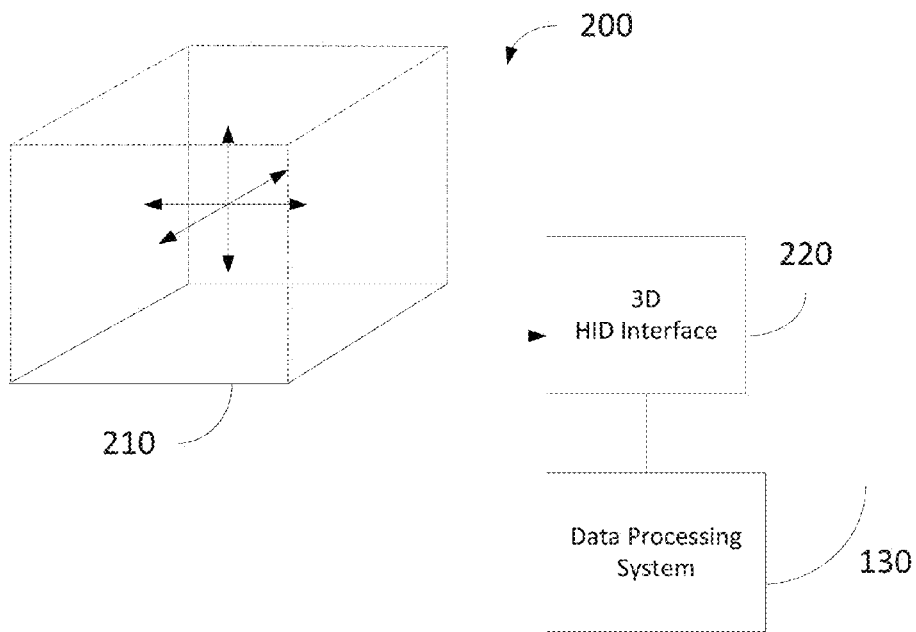 200
220
3D
HID Interface
210
Data Processing
System
130